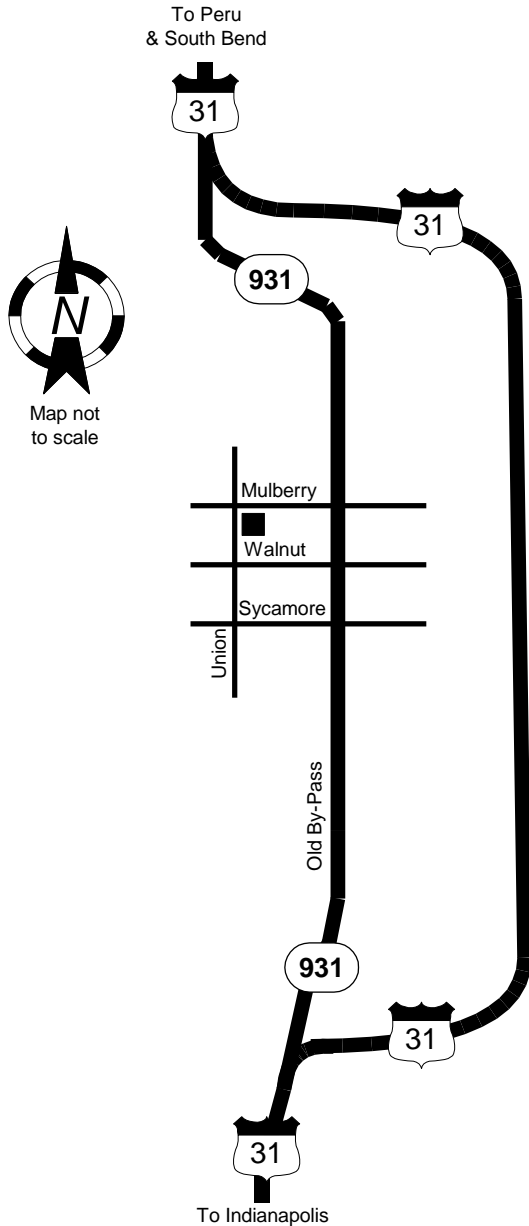 To Peru
& South Bend
31
31
931
N
Map not
to scale
Mulberry
Walnut
Sycamore
Union
Old By-Pass
931
31
31
To Indianapolis